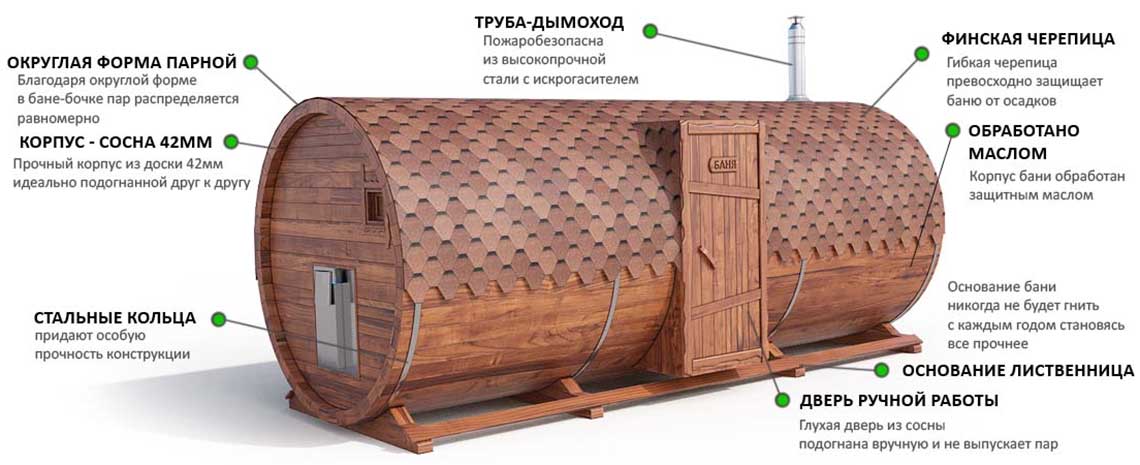 ТРУБА-ДЫМОХОД
Пожаробезопасна
из высокопрочной
стали с искрогасителем
ОКРУГЛАЯ ФОРМА ПАРНОЙ
Благодаря округлой форме
в бане-бочке пар распределяется
равномерно
КОРПУС - СОСНА 42ММ
Прочный корпус из доски 42мм
идеально подогнанной друг к другу
СТАЛЬНЫЕ КОЛЬЦА
придают особую
прочность конструкции
БАНЯ
ФИНСКАЯ ЧЕРЕПИЦА
Гибкая черепица
превосходно защищает
баню от осадков
ОБРАБОТАНО
МАСЛОМ
Корпус бани обработан
защитным маслом
Основание бани
никогда не будет гнить
с каждым годом становясь
все прочнее
ОСНОВАНИЕ ЛИСТВЕННИЦА
ДВЕРЬ РУЧНОЙ РАБОТЫ
Глухая дверь из сосны
подогнана вручную и не выпускает пар